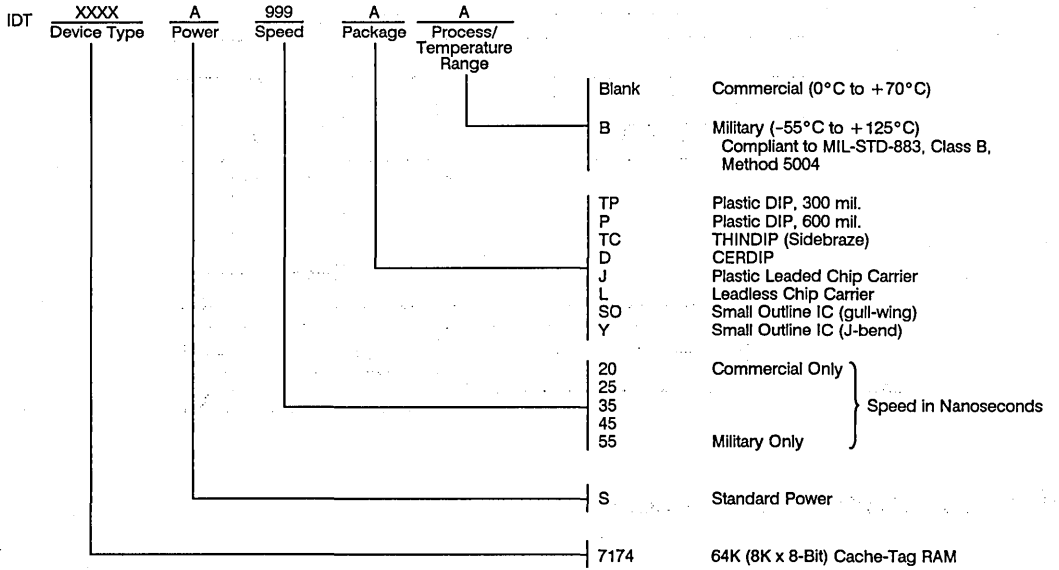 IDT XXXX A 999 A A
Device Type Power Speed Package Process/
Temperature
Range
Blank Commercial (0°C to +70°C)
B Military (–55°C to +125°C)
Compliant to MIL-STD-883, Class B,
Method 5004
TP Plastic DIP, 300 mil.
P Plastic DIP, 600 mil.
TC THINDIP (Sidebraze)
D CERDIP
J Plastic Leaded Chip Carrier
L Leadless Chip Carrier
SO Small Outline IC (gull-wing)
Y Small Outline IC (J-bend)
20 Commercial Only
25
35 Speed in Nanoseconds
45
55 Military Only
S Standard Power
7174 64K (8K x 8-Bit) Cache-Tag RAM